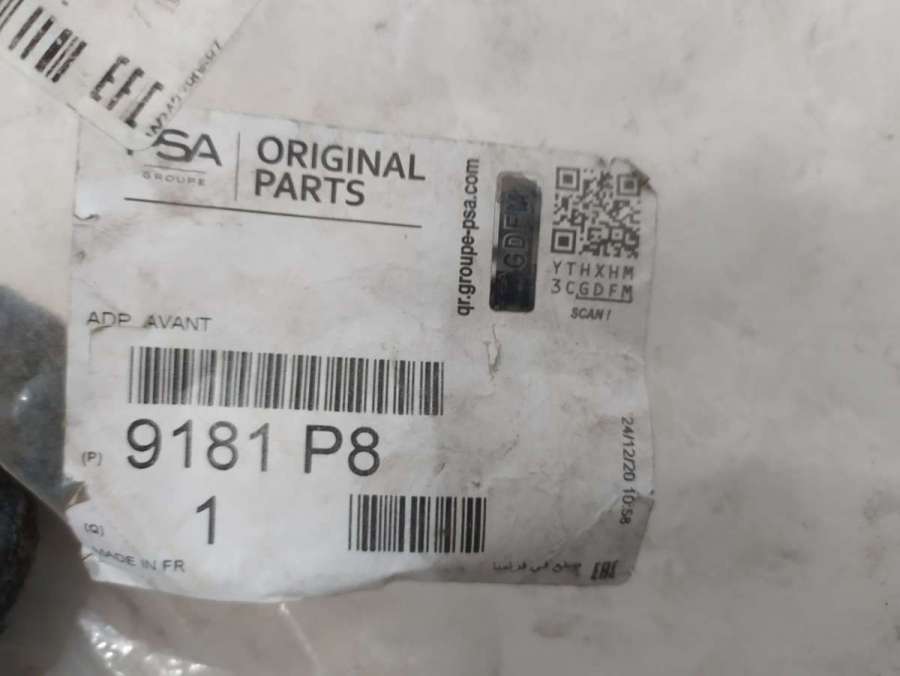 PSA
GROUPE
ORIGINAL
PARTS
qr.groupe-psa.com
GDFM
YTHXHM
3CGDFM
SCAN!
ADP AVANT
(P) 9181 P8
24/12/20 10:58
(Q) 1
MADE IN FR
صنع في فرنسا
EAC